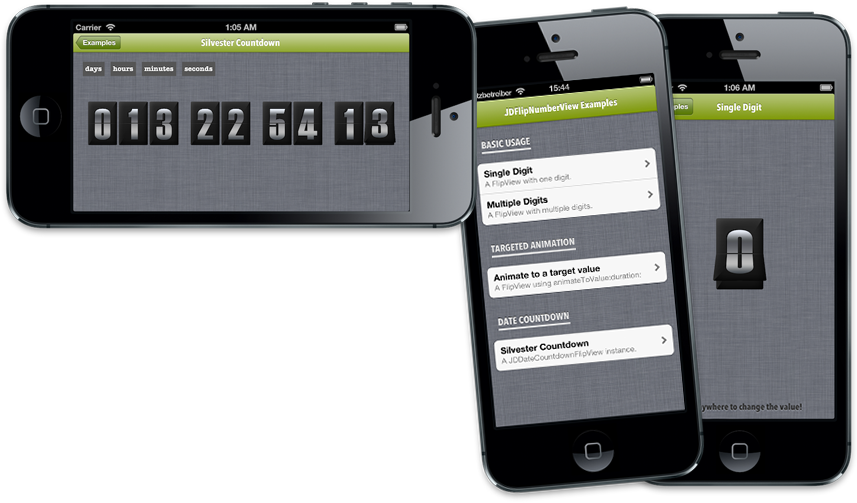 Carrier 1:05 AM
Examples Silvester Countdown
days hours minutes seconds
013 22 54 13
tzbetreiber 15:44
JDFlipNumberView Examples
BASIC USAGE
Single Digit
A FlipView with one digit.
Multiple Digits
A FlipView with multiple digits.
TARGETED ANIMATION
Animate to a target value
A FlipView using animateToValue:duration:
DATE COUNTDOWN
Silvester Countdown
A JDDateCountdownFlipView instance.
1:06 AM
ples Single Digit
0
ywhere to change the value!